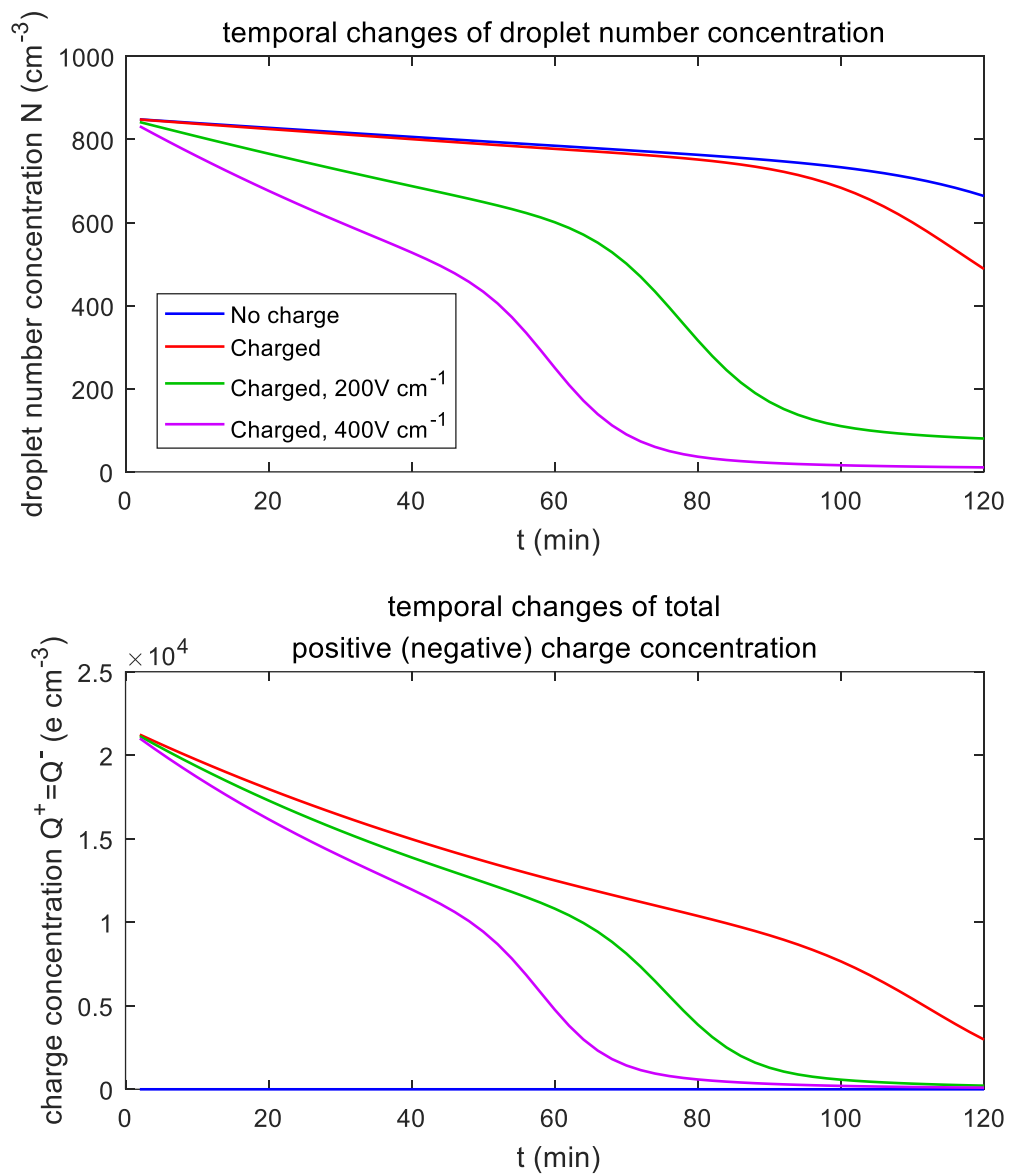 temporal changes of droplet number concentration
droplet number concentration N (cm⁻³)
1000
800
600
400
200
0
No charge
Charged
Charged, 200V cm⁻¹
Charged, 400V cm⁻¹
0 20 40 60 80 100 120
t (min)
temporal changes of total
positive (negative) charge concentration
charge concentration Q⁺=Q⁻ (e cm⁻³)
×10⁴
2.5
2
1.5
1
0.5
0
0 20 40 60 80 100 120
t (min)